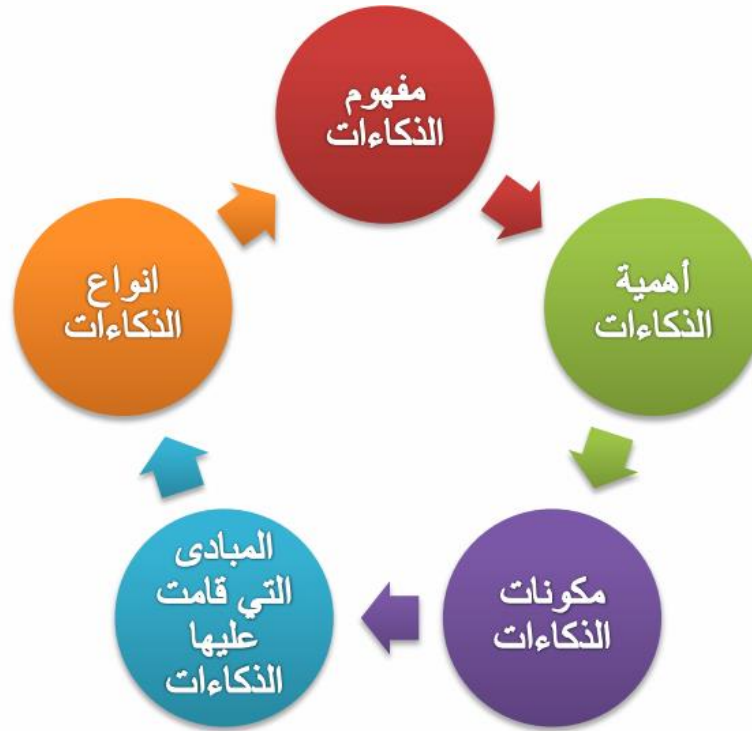 مفهوم
الذكاءات
أهمية
الذكاءات
مكونات
الذكاءات
المبادى
التي قامت
عليها
الذكاءات
انواع
الذكاءات